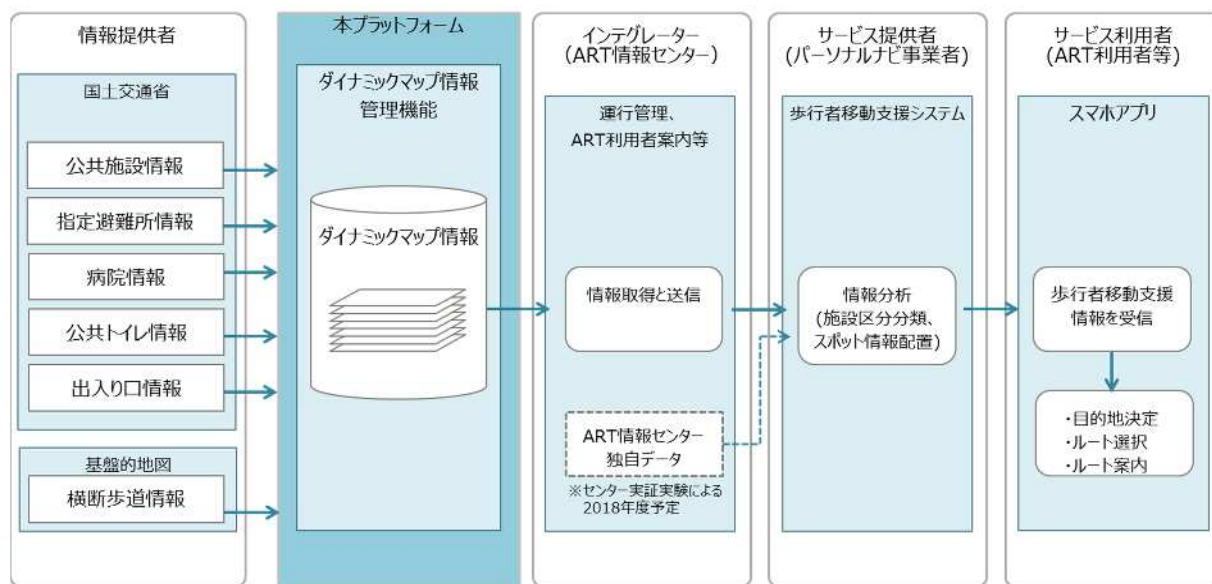 情報提供者
国土交通省
公共施設情報
指定避難所情報
病院情報
公共トイレ情報
出入り口情報
基盤的地図
横断歩道情報
本プラットフォーム
ダイナミックマップ情報
管理機能
ダイナミックマップ情報
インテグレーター
(ART情報センター)
運行管理、
ART利用者案内等
情報取得と送信
ART情報センター
独自データ
※センター実証実験による
2018年度予定
サービス提供者
(パーソナルナビ事業者)
歩行者移動支援システム
情報分析
(施設区分分類、
スポット情報配置)
サービス利用者
(ART利用者等)
スマホアプリ
歩行者移動支援
情報を受信
・目的地決定
・ルート選択
・ルート案内